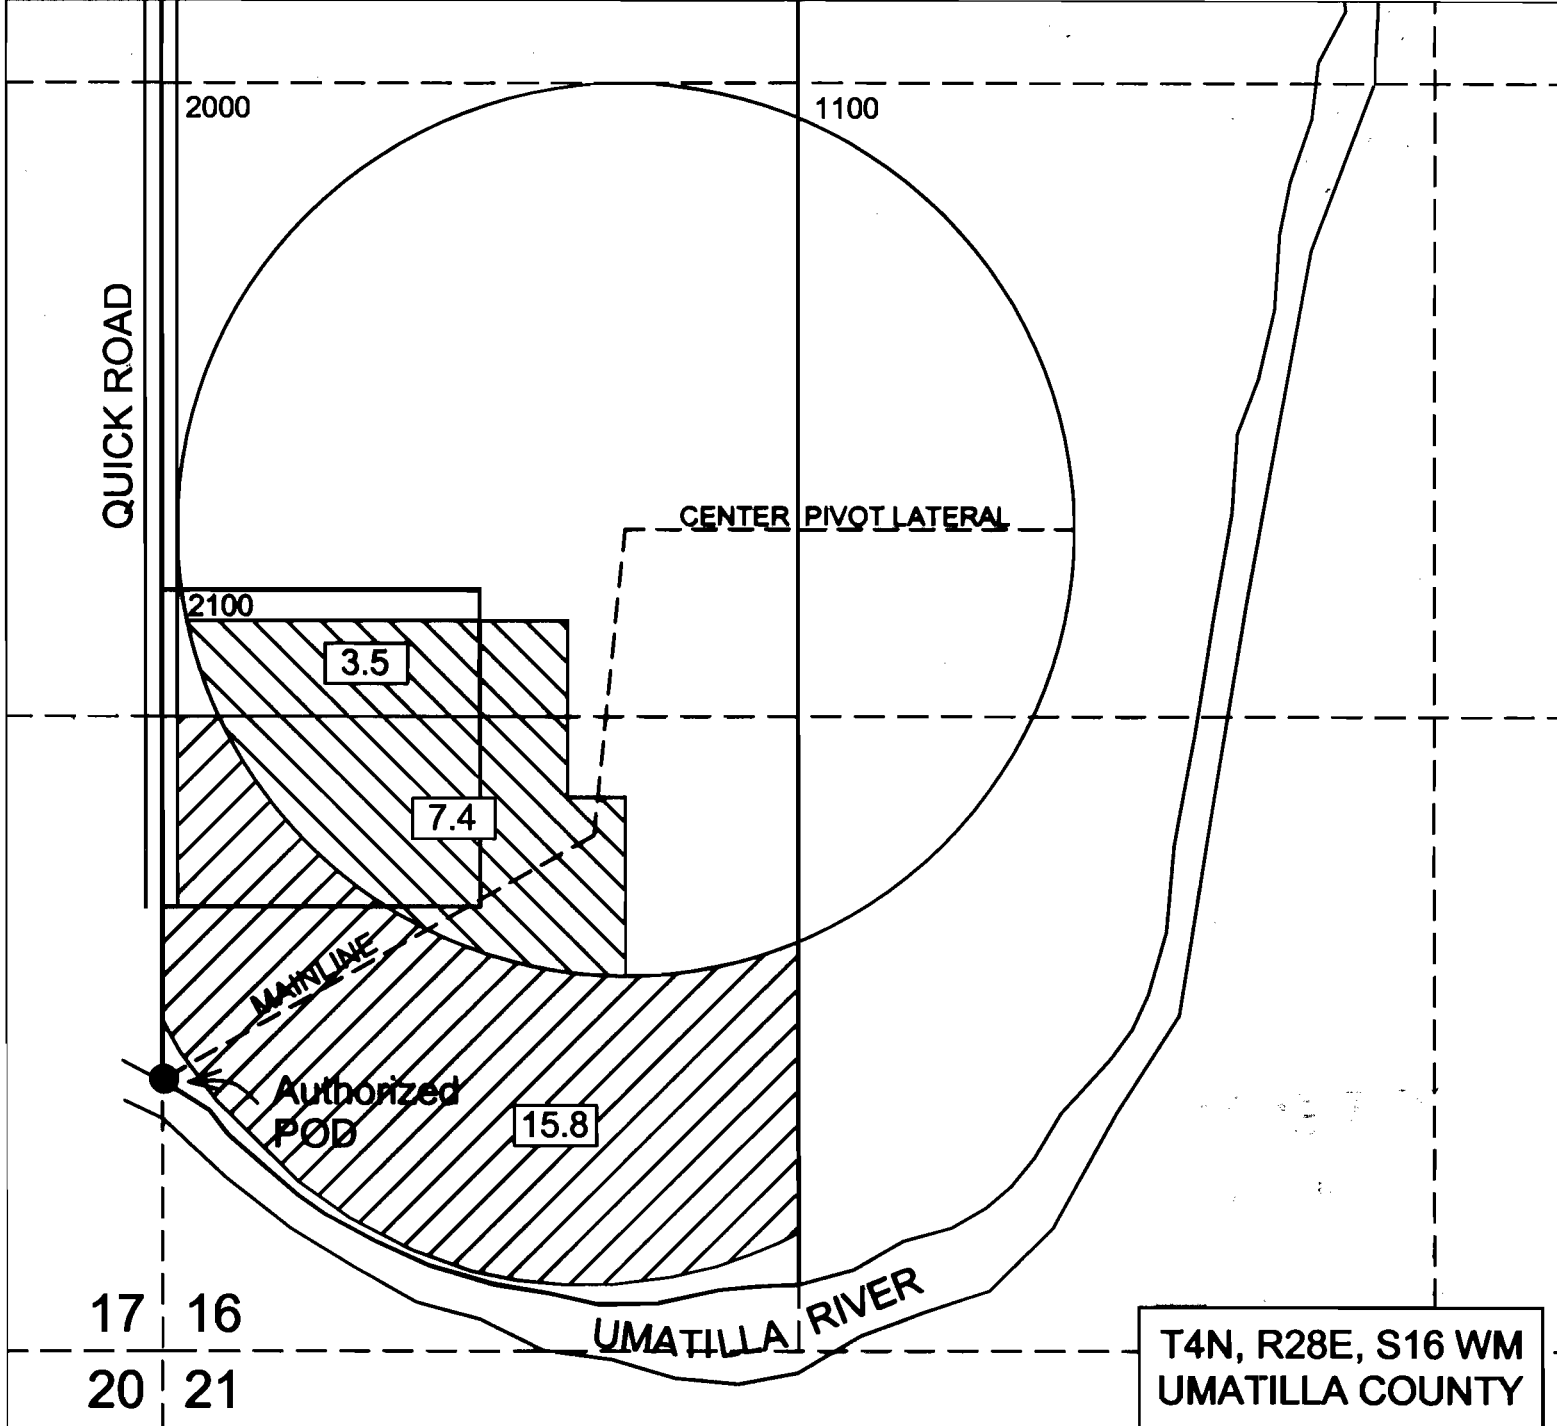 2000
1100
QUICK ROAD
CENTER PIVOT LATERAL
2100
3.5
7.4
MAINLINE
Authorized
POD
15.8
17 16
UMATILLA RIVER
20 21
T4N, R28E, S16 WM
UMATILLA COUNTY